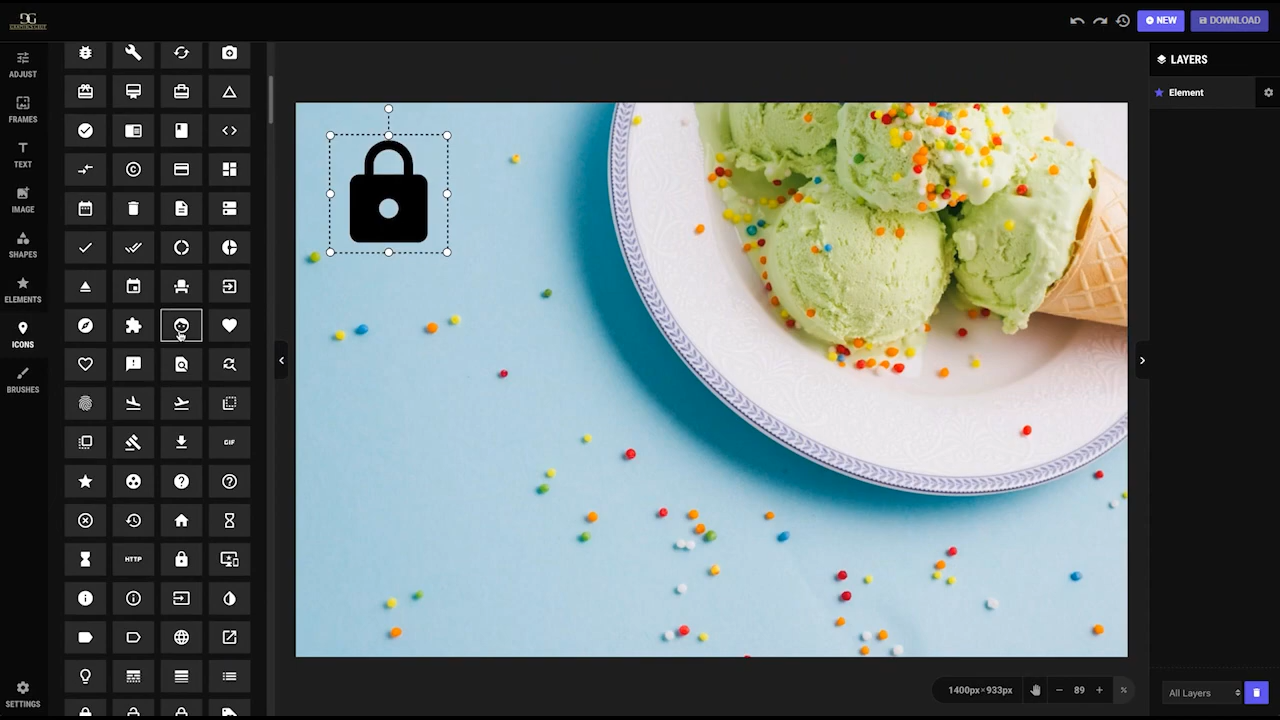 NEW
DOWNLOAD
ADJUST
FRAMES
TEXT
IMAGE
SHAPES
ELEMENTS
ICONS
BRUSHES
SETTINGS
GIF
HTTP
LAYERS
Element
1400px×933px
89
%
All Layers